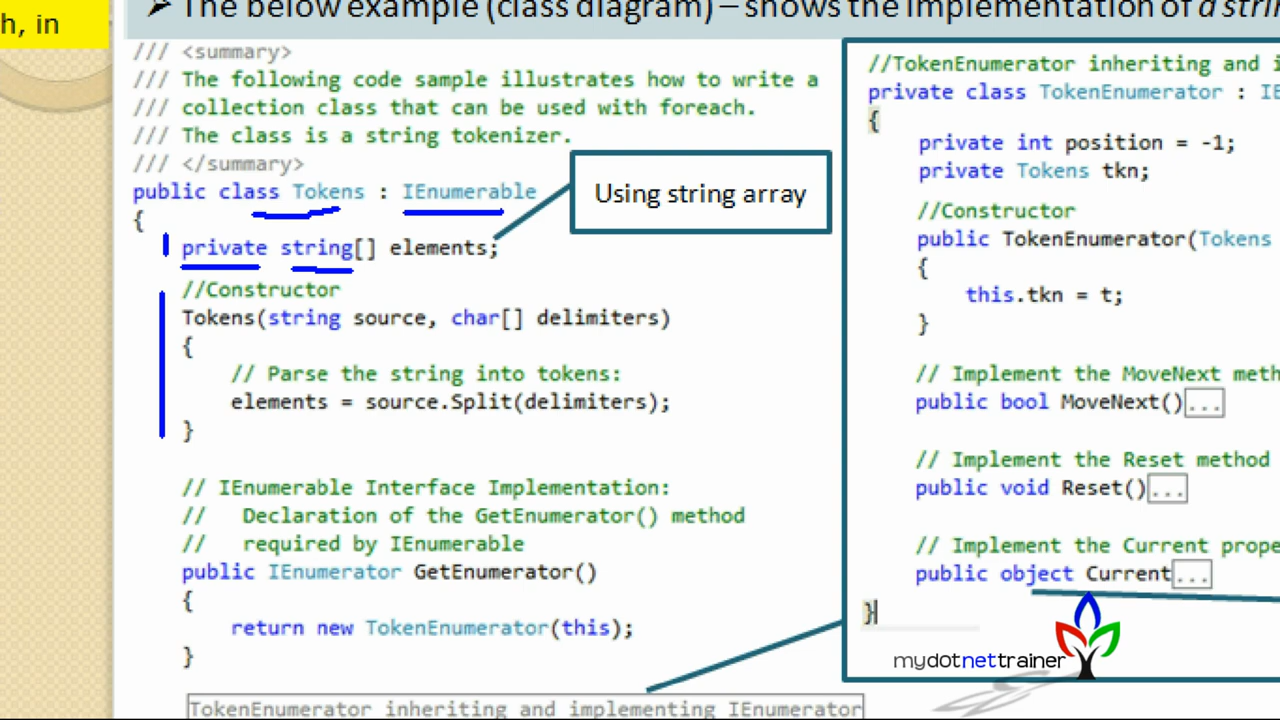 h, in
➤ The below example (class diagram) – shows the implementation of a
/// <summary>
/// The following code sample illustrates how to write a
/// collection class that can be used with foreach.
/// The class is a string tokenizer.
/// </summary>
public class Tokens : IEnumerable
{
private string[] elements;
//Constructor
Tokens(string source, char[] delimiters)
{
// Parse the string into tokens:
elements = source.Split(delimiters);
}
// IEnumerable Interface Implementation:
// Declaration of the GetEnumerator() method
// required by IEnumerable
public IEnumerator GetEnumerator()
{
return new TokenEnumerator(this);
}
TokenEnumerator inheriting and implementing IEnumerator
Using string array
//TokenEnumerator inheriting and i
private class TokenEnumerator : IE
{
private int position = -1;
private Tokens tkn;
//Constructor
public TokenEnumerator(Tokens
{
this.tkn = t;
}
// Implement the MoveNext meth
public bool MoveNext()...
// Implement the Reset method
public void Reset()...
// Implement the Current prope
public object Current...
}
mydotnettrainer